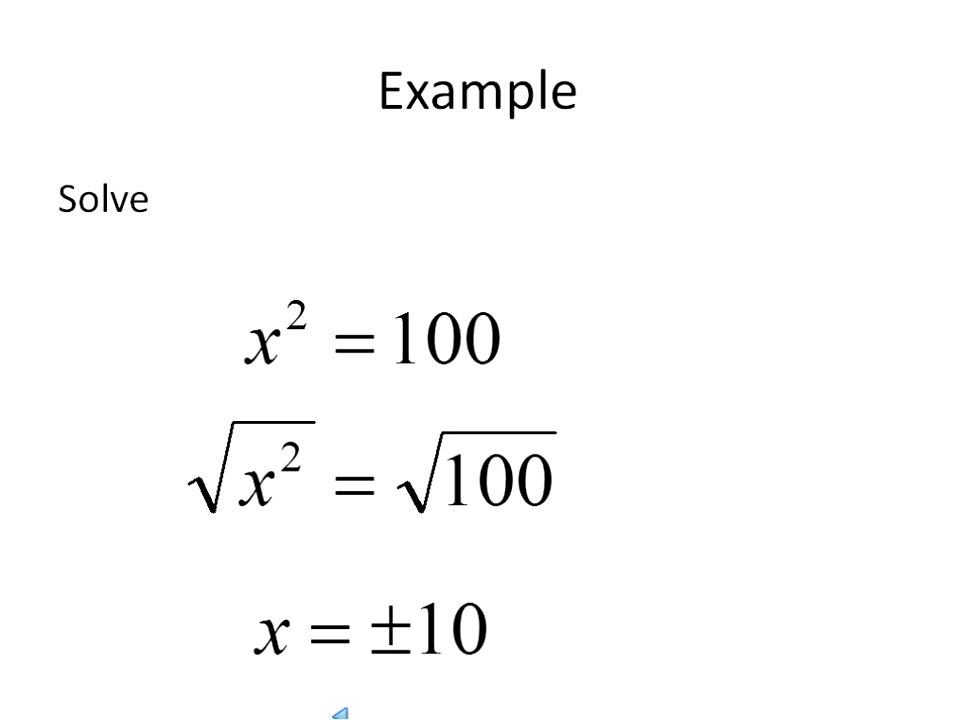 Example
Solve
x² = 100
√x² = √100
x = ±10